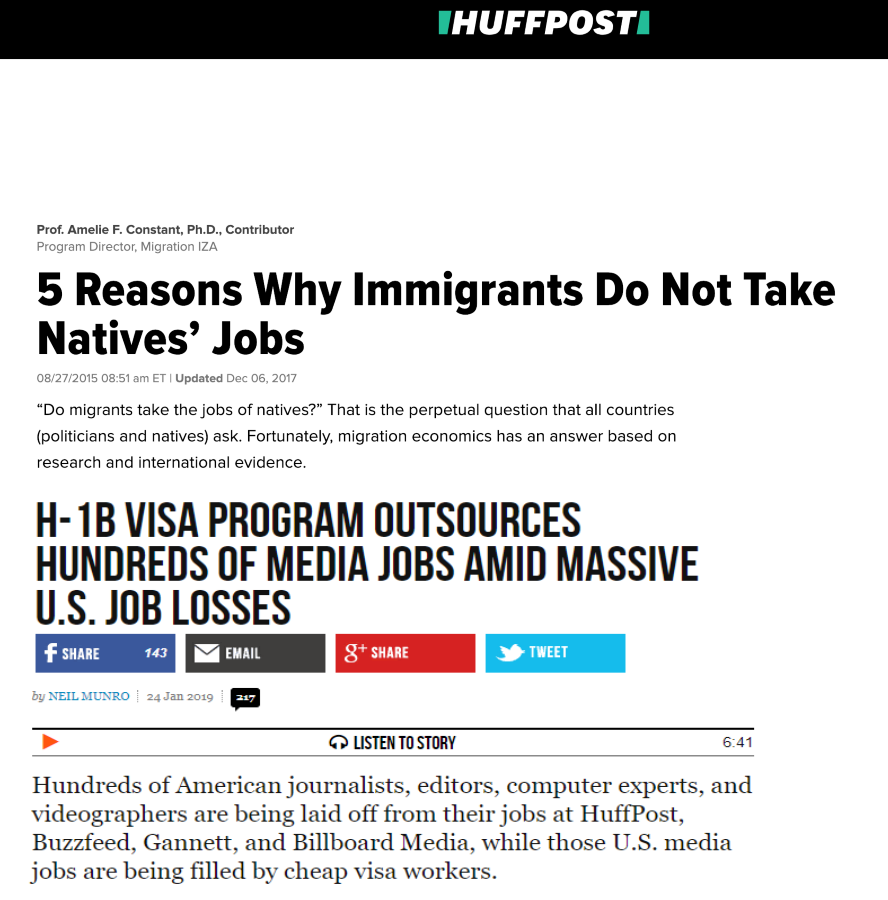 HUFFPOST
Prof. Amelie F. Constant, Ph.D., Contributor
Program Director, Migration IZA
5 Reasons Why Immigrants Do Not Take
Natives’ Jobs
08/27/2015 08:51 am ET | Updated Dec 06, 2017
“Do migrants take the jobs of natives?” That is the perpetual question that all countries
(politicians and natives) ask. Fortunately, migration economics has an answer based on
research and international evidence.
H-1B VISA PROGRAM OUTSOURCES
HUNDREDS OF MEDIA JOBS AMID MASSIVE
U.S. JOB LOSSES
f SHARE 143 EMAIL g+ SHARE TWEET
by NEIL MUNRO 24 Jan 2019 217
LISTEN TO STORY 6:41
Hundreds of American journalists, editors, computer experts, and
videographers are being laid off from their jobs at HuffPost,
Buzzfeed, Gannett, and Billboard Media, while those U.S. media
jobs are being filled by cheap visa workers.